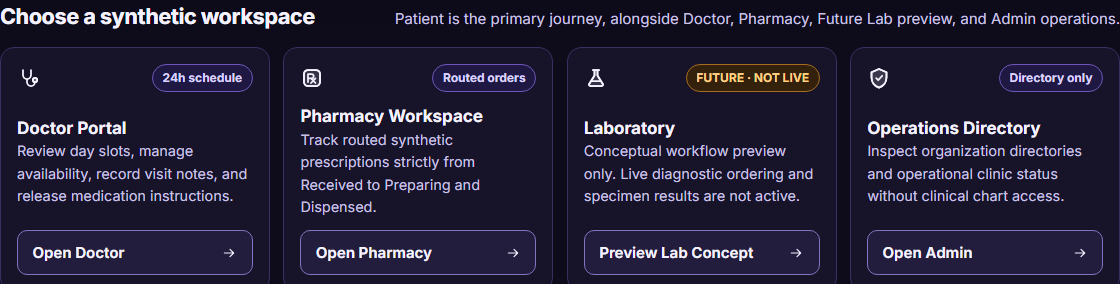 Choose a synthetic workspace
Patient is the primary journey, alongside Doctor, Pharmacy, Future Lab preview, and Admin operations.
24h schedule
Doctor Portal
Review day slots, manage
availability, record visit notes, and
release medication instructions.
Open Doctor →
Routed orders
Pharmacy Workspace
Track routed synthetic
prescriptions strictly from
Received to Preparing and
Dispensed.
Open Pharmacy →
FUTURE · NOT LIVE
Laboratory
Conceptual workflow preview
only. Live diagnostic ordering and
specimen results are not active.
Preview Lab Concept →
Directory only
Operations Directory
Inspect organization directories
and operational clinic status
without clinical chart access.
Open Admin →